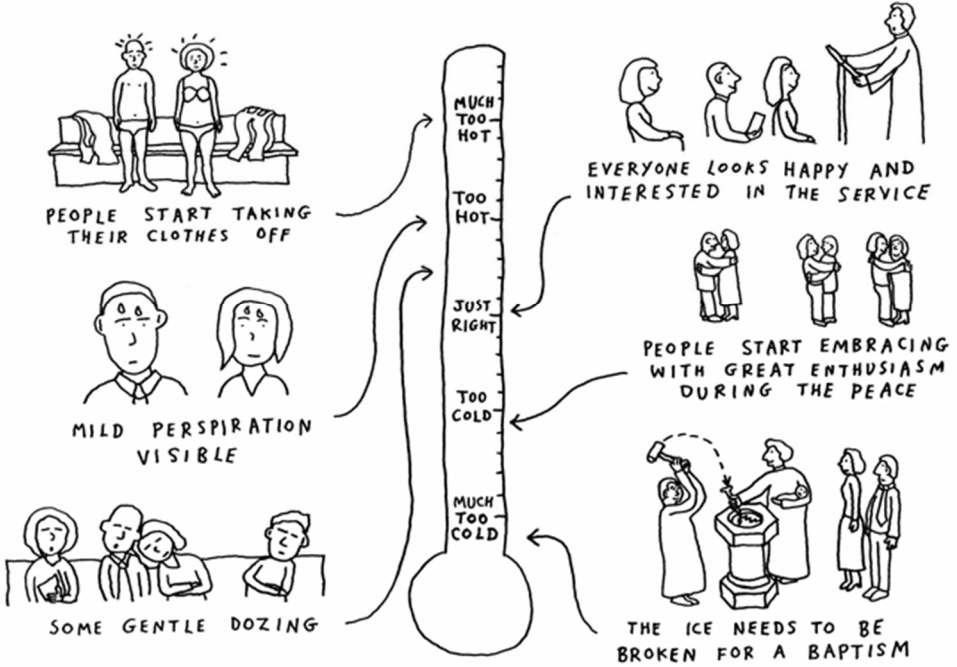 PEOPLE START TAKING
THEIR CLOTHES OFF
MILD PERSPIRATION
VISIBLE
SOME GENTLE DOZING
MUCH
TOO
HOT
TOO
HOT
JUST
RIGHT
TOO
COLD
MUCH
TOO
COLD
EVERYONE LOOKS HAPPY AND
INTERESTED IN THE SERVICE
PEOPLE START EMBRACING
WITH GREAT ENTHUSIASM
DURING THE PEACE
THE ICE NEEDS TO BE
BROKEN FOR A BAPTISM